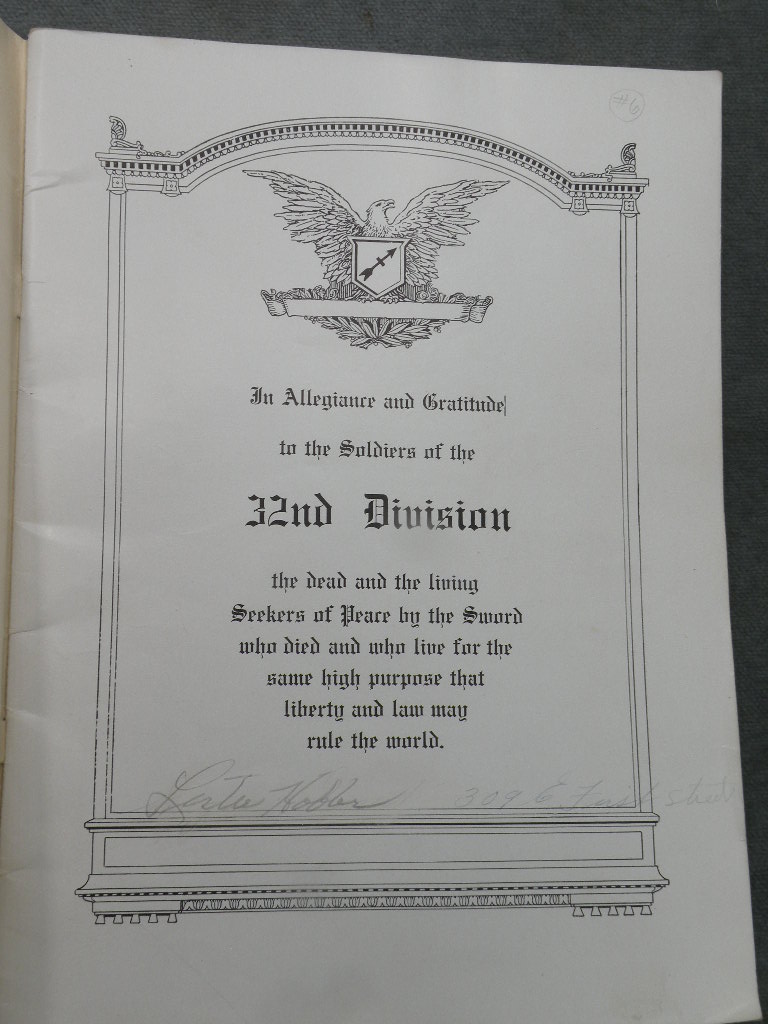 #6
In Allegiance and Gratitude
to the Soldiers of the
32nd Division
the dead and the living
Seekers of Peace by the Sword
who died and who live for the
same high purpose that
liberty and law may
rule the world.
309 E